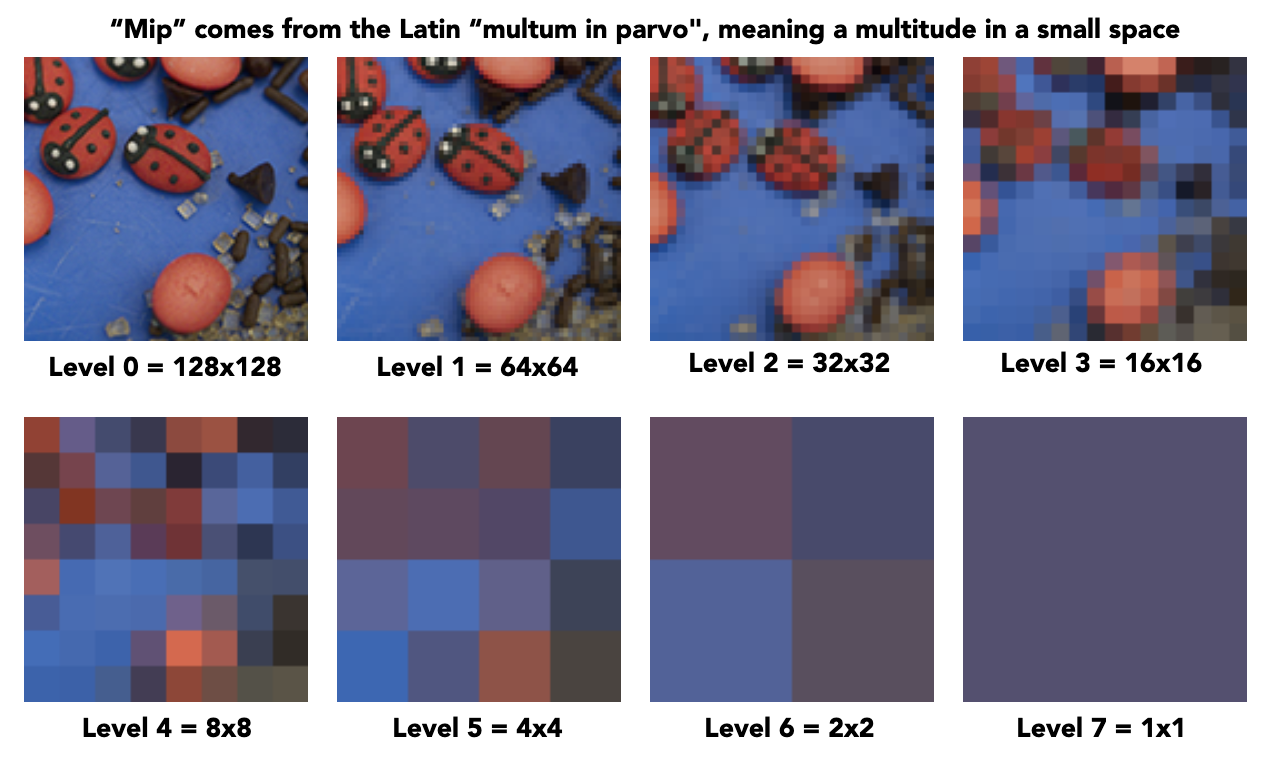 “Mip” comes from the Latin “multum in parvo", meaning a multitude in a small space
Level 0 = 128x128
Level 1 = 64x64
Level 2 = 32x32
Level 3 = 16x16
Level 4 = 8x8
Level 5 = 4x4
Level 6 = 2x2
Level 7 = 1x1